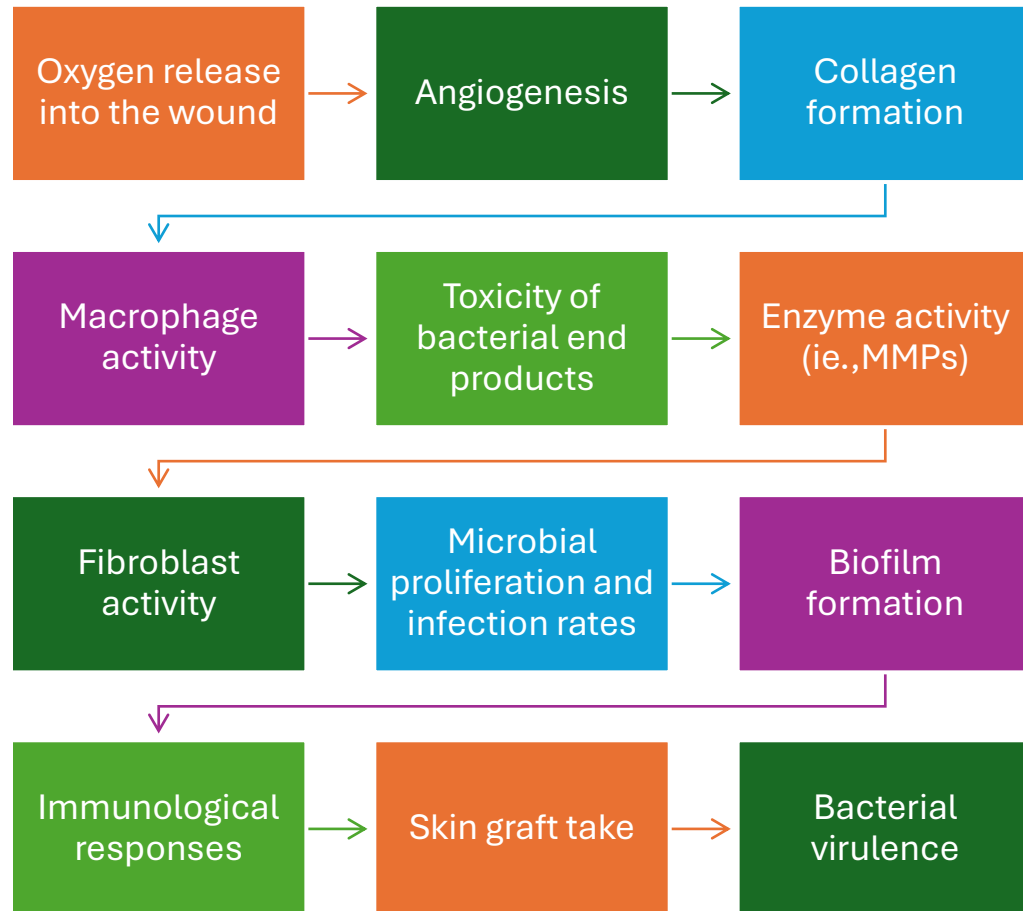 Oxygen release
into the wound
Angiogenesis
Collagen
formation
Macrophage
activity
Toxicity of
bacterial end
products
Enzyme activity
(ie.,MMPs)
Fibroblast
activity
Microbial
proliferation and
infection rates
Biofilm
formation
Immunological
responses
Skin graft take
Bacterial
virulence